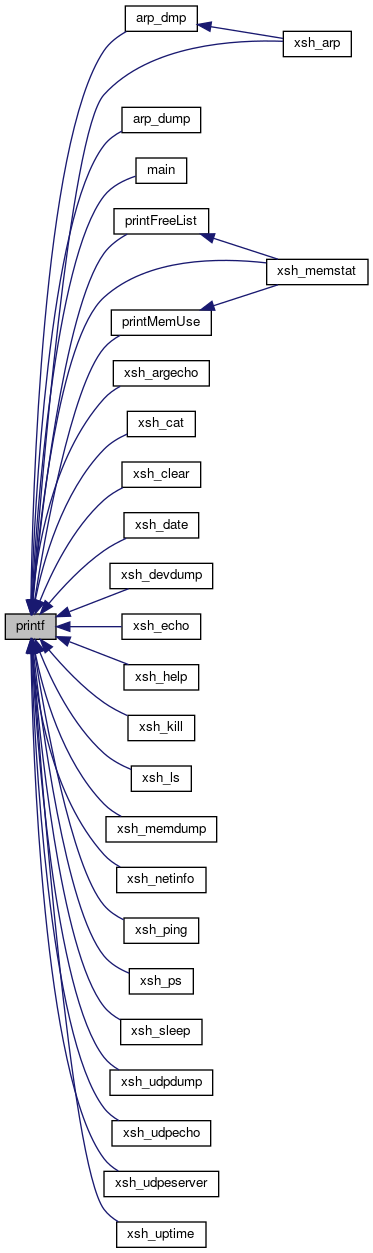 arp_dmp
xsh_arp
arp_dump
main
printFreeList
xsh_memstat
printMemUse
xsh_argecho
xsh_cat
xsh_clear
xsh_date
xsh_devdump
printf
xsh_echo
xsh_help
xsh_kill
xsh_ls
xsh_memdump
xsh_netinfo
xsh_ping
xsh_ps
xsh_sleep
xsh_udpdump
xsh_udpecho
xsh_udpeserver
xsh_uptime